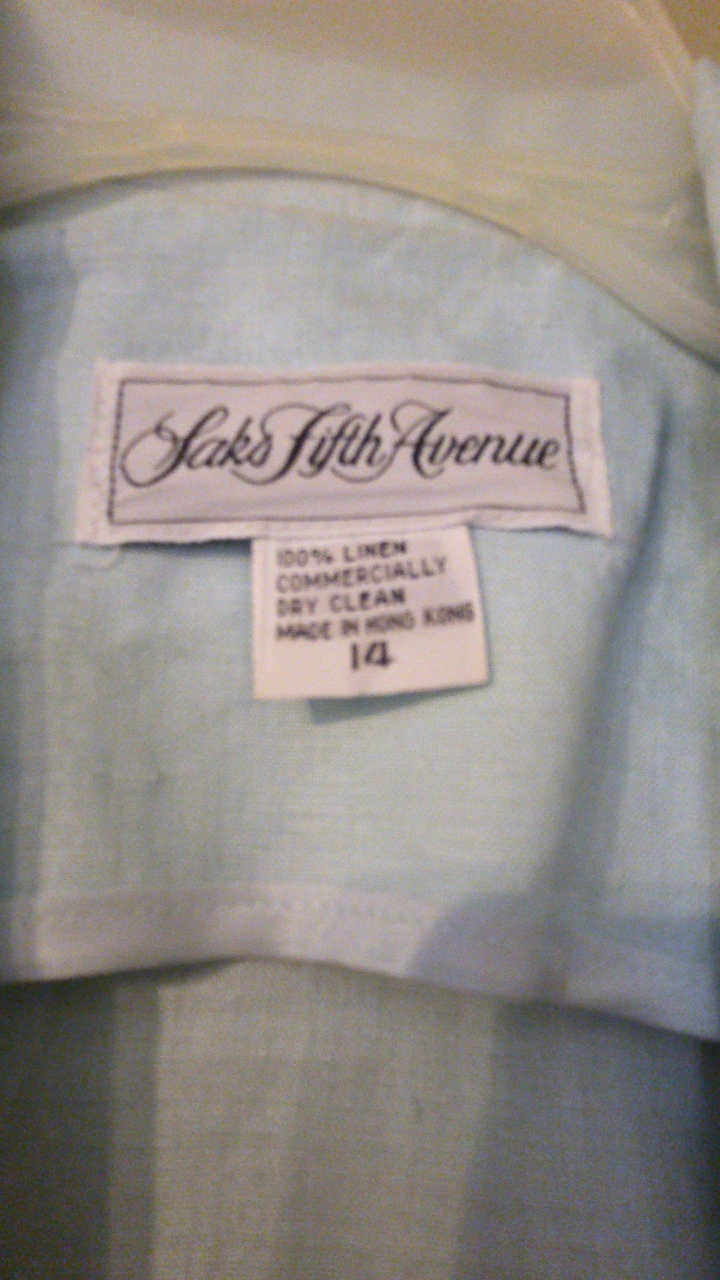 Saks Fifth Avenue
100% LINEN
COMMERCIALLY
DRY CLEAN
MADE IN HONG KONG
14